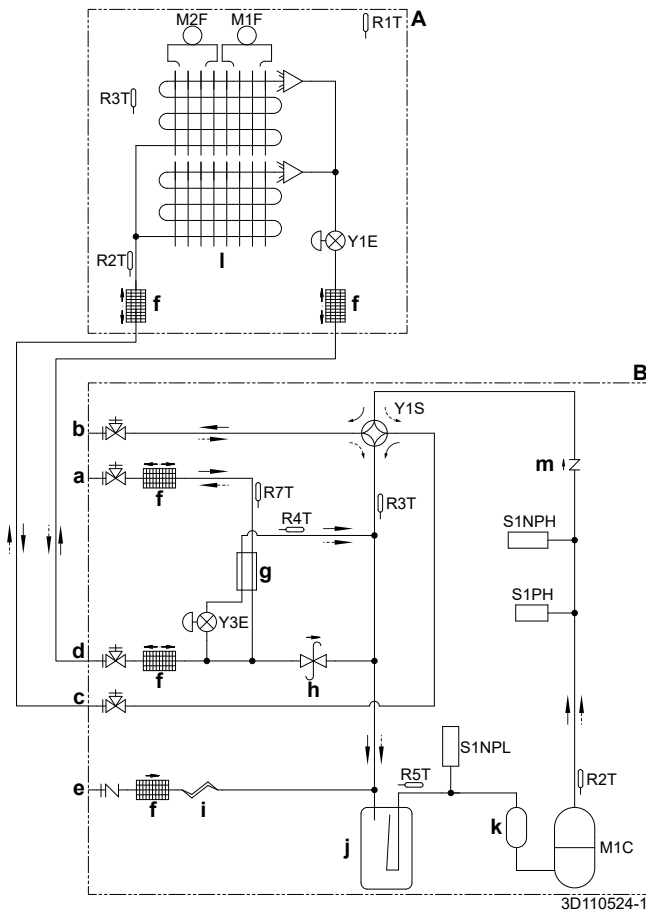 M2F M1F
R1T
A
R3T
Y1E
R2T
l
f
f
B
b
Y1S
a
m
f
R7T
R3T
R4T
S1NPH
g
S1PH
Y3E
d
f
h
c
S1NPL
e
R5T
R2T
f
i
k
j
M1C
3D110524-1